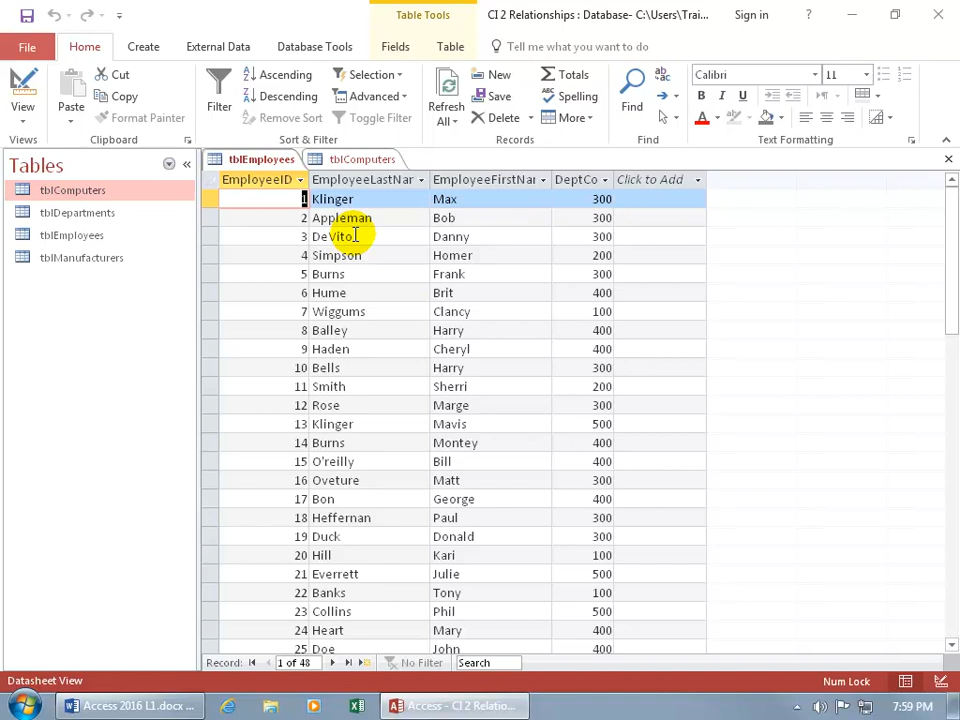 Table Tools
CI 2 Relationships : Database- C:\Users\Trai...
Sign in
?
File
Home
Create
External Data
Database Tools
Fields
Table
Tell me what you want to do
View
Views
Paste
Cut
Copy
Format Painter
Clipboard
Filter
Ascending
Descending
Remove Sort
Selection
Advanced
Toggle Filter
Sort & Filter
Refresh
All
New
Save
Delete
Totals
Spelling
More
Records
Find
Find
Calibri
11
B I U
A
Text Formatting
Tables
tblComputers
tblDepartments
tblEmployees
tblManufacturers
tblEmployees
tblComputers
EmployeeID EmployeeLastNar EmployeeFirstNar DeptCo Click to Add
1 Klinger Max 300
2 Appleman Bob 300
3 DeVito Danny 300
4 Simpson Homer 200
5 Burns Frank 300
6 Hume Brit 400
7 Wiggums Clancy 100
8 Balley Harry 400
9 Haden Cheryl 400
10 Bells Harry 300
11 Smith Sherri 200
12 Rose Marge 300
13 Klinger Mavis 500
14 Burns Montey 400
15 O'reilly Bill 400
16 Oveture Matt 300
17 Bon George 400
18 Heffernan Paul 300
19 Duck Donald 300
20 Hill Kari 100
21 Everrett Julie 500
22 Banks Tony 100
23 Collins Phil 500
24 Heart Mary 400
25 Doe John 400
Record: 1 of 48 No Filter Search
Datasheet View
Num Lock
Access 2016 L1.docx ...
Access - CI 2 Relatio...
7:59 PM